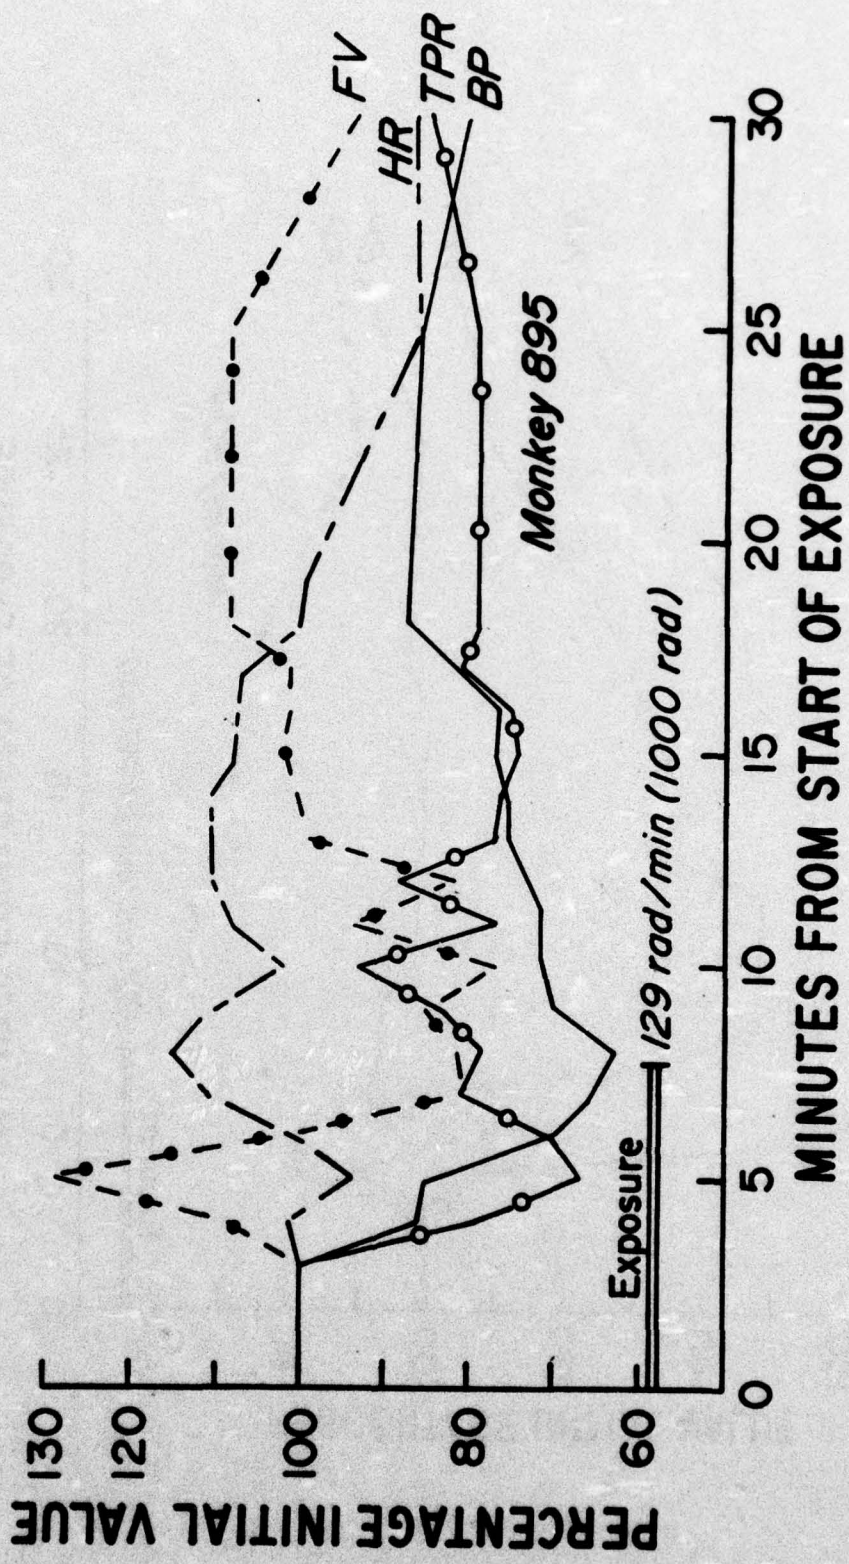 PERCENTAGE INITIAL VALUE
130
120
100
80
60
FV
HR
TPR
BP
Monkey 895
Exposure
129 rad/min (1000 rad)
0
5
10
15
20
25
30
MINUTES FROM START OF EXPOSURE